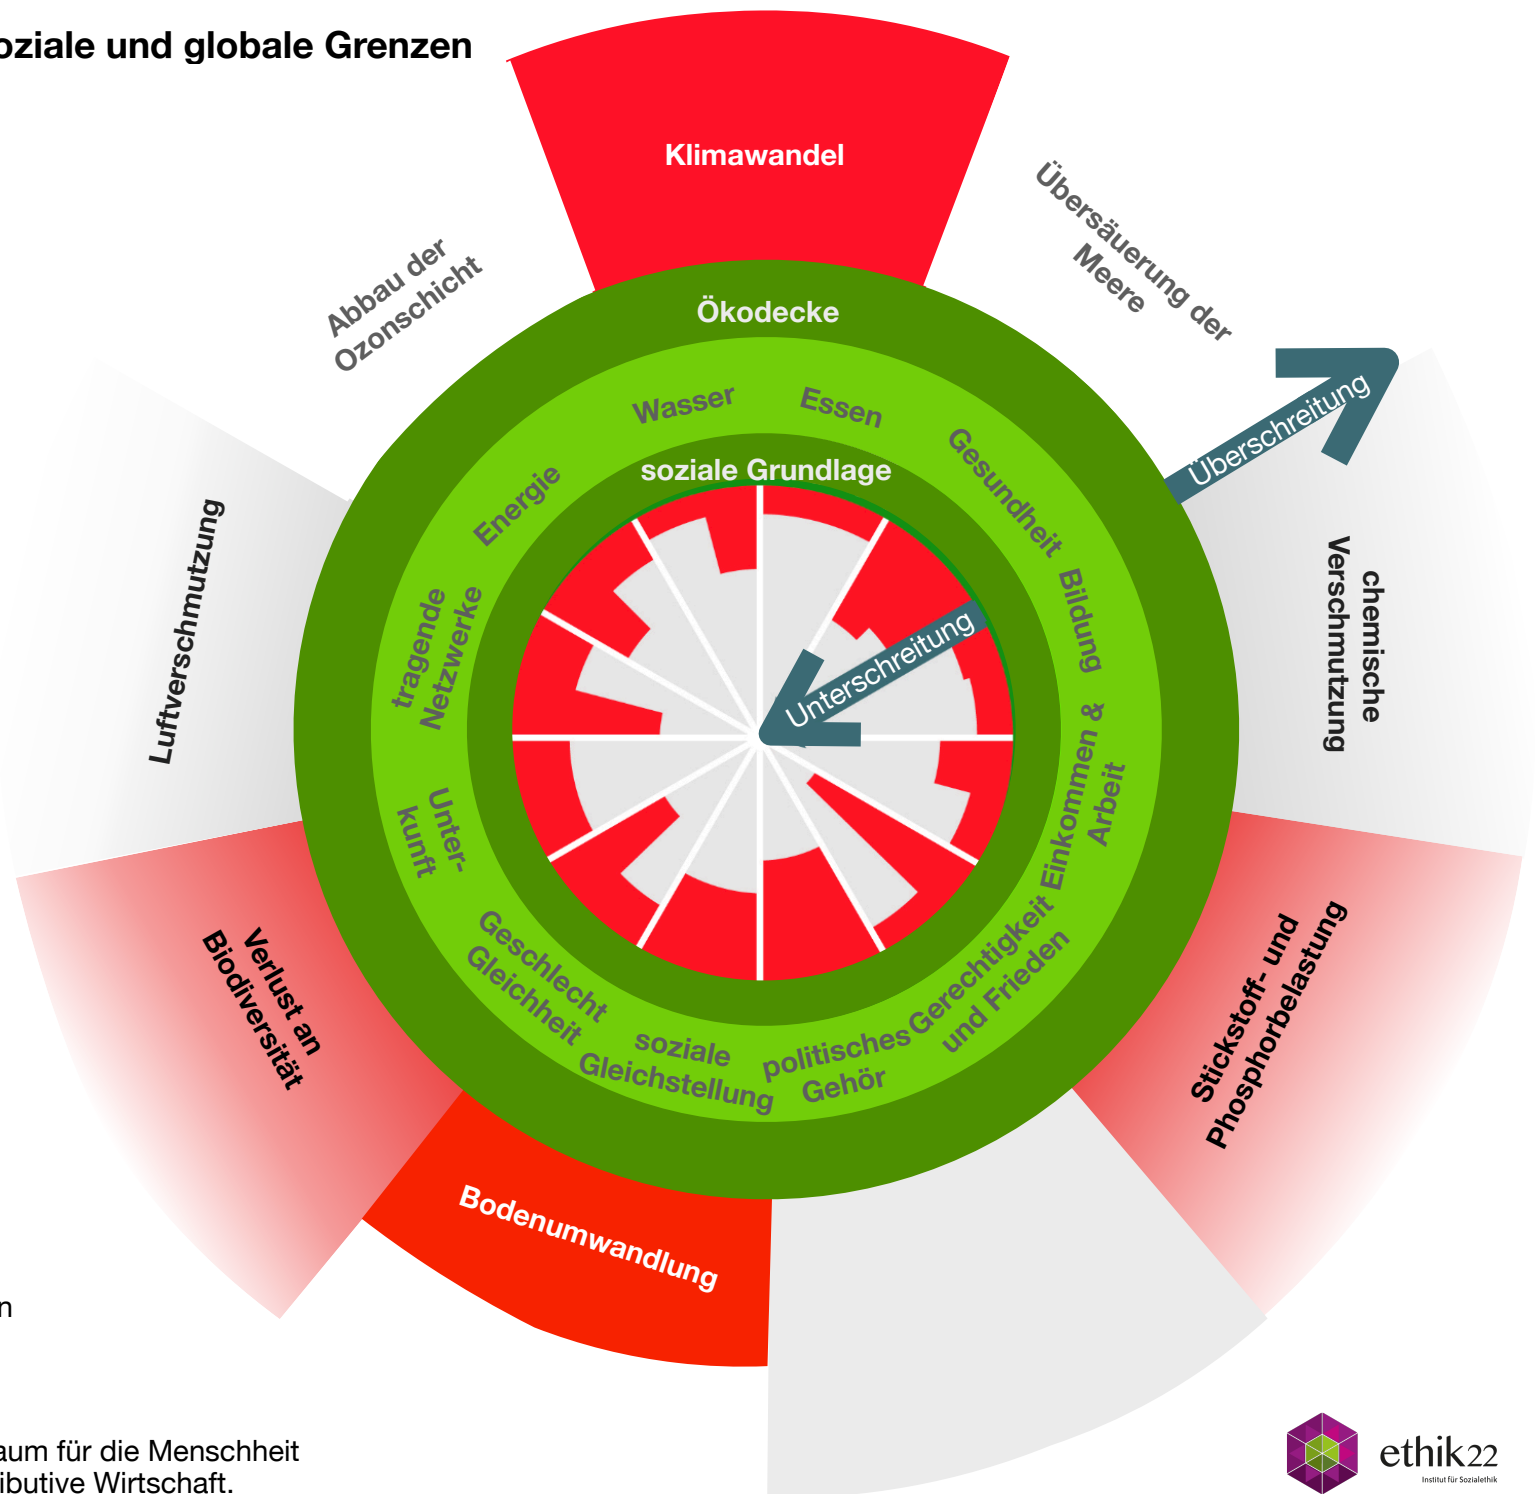 oziale und globale Grenzen
Klimawandel
Übersäuerung der
Meere
Abbau der
Ozonschicht
Ökodecke
Überschreitung
Wasser
Essen
Gesundheit
Energie
soziale Grundlage
Bildung
tragende
Netzwerke
Unterschreitung
Luftverschmutzung
chemische
Verschmutzung
Einkommen &
Arbeit
Unter-
kunft
Gerechtigkeit
und Frieden
Geschlecht
Gleichheit
soziale
Gleichstellung
politisches
Gehör
Verlust an
Biodiversität
Stickstoff- und
Phosphorbelastung
Bodenumwandlung
n
aum für die Menschheit
ributive Wirtschaft.
ethik22
Institut für Sozialethik